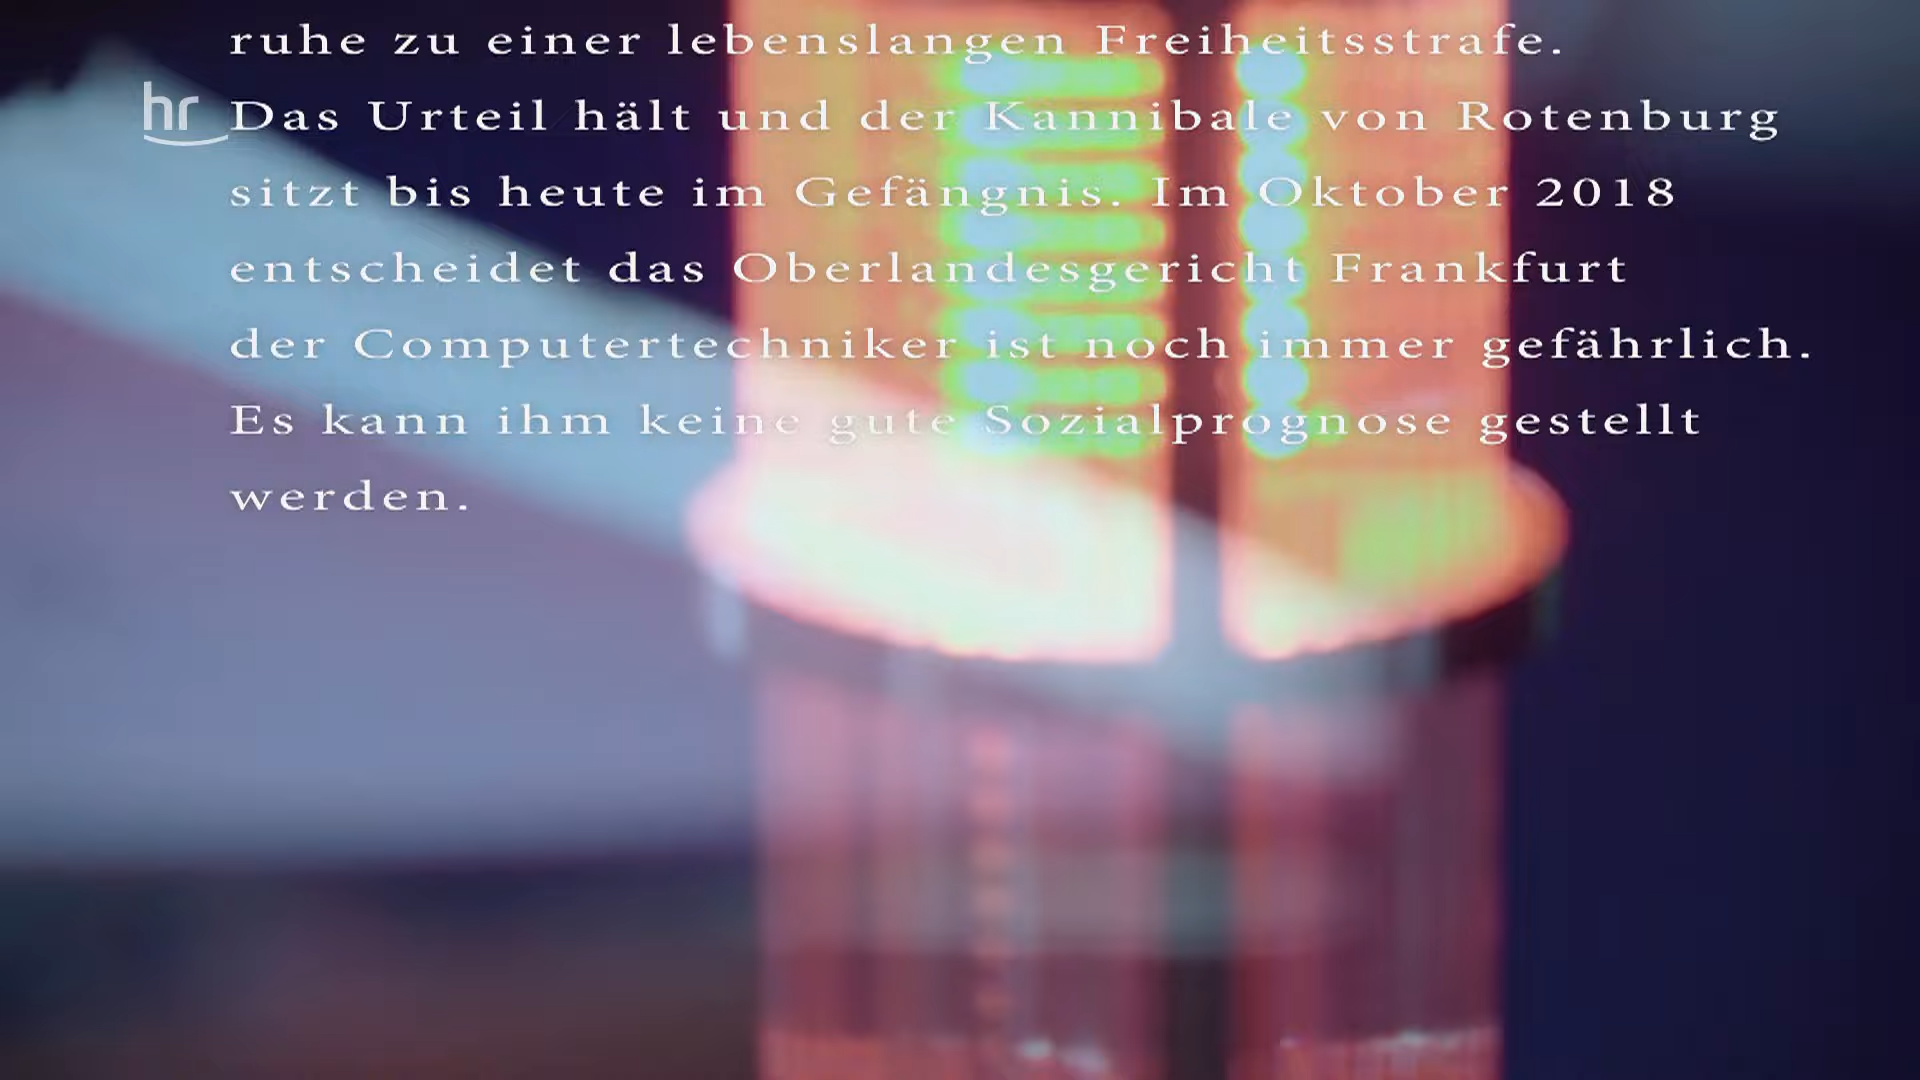 ruhe zu einer lebenslangen Freiheitsstrafe.
hr
Das Urteil hält und der Kannibale von Rotenburg
sitzt bis heute im Gefängnis. Im Oktober 2018
entscheidet das Oberlandesgericht Frankfurt
der Computertechniker ist noch immer gefährlich.
Es kann ihm keine gute Sozialprognose gestellt
werden.